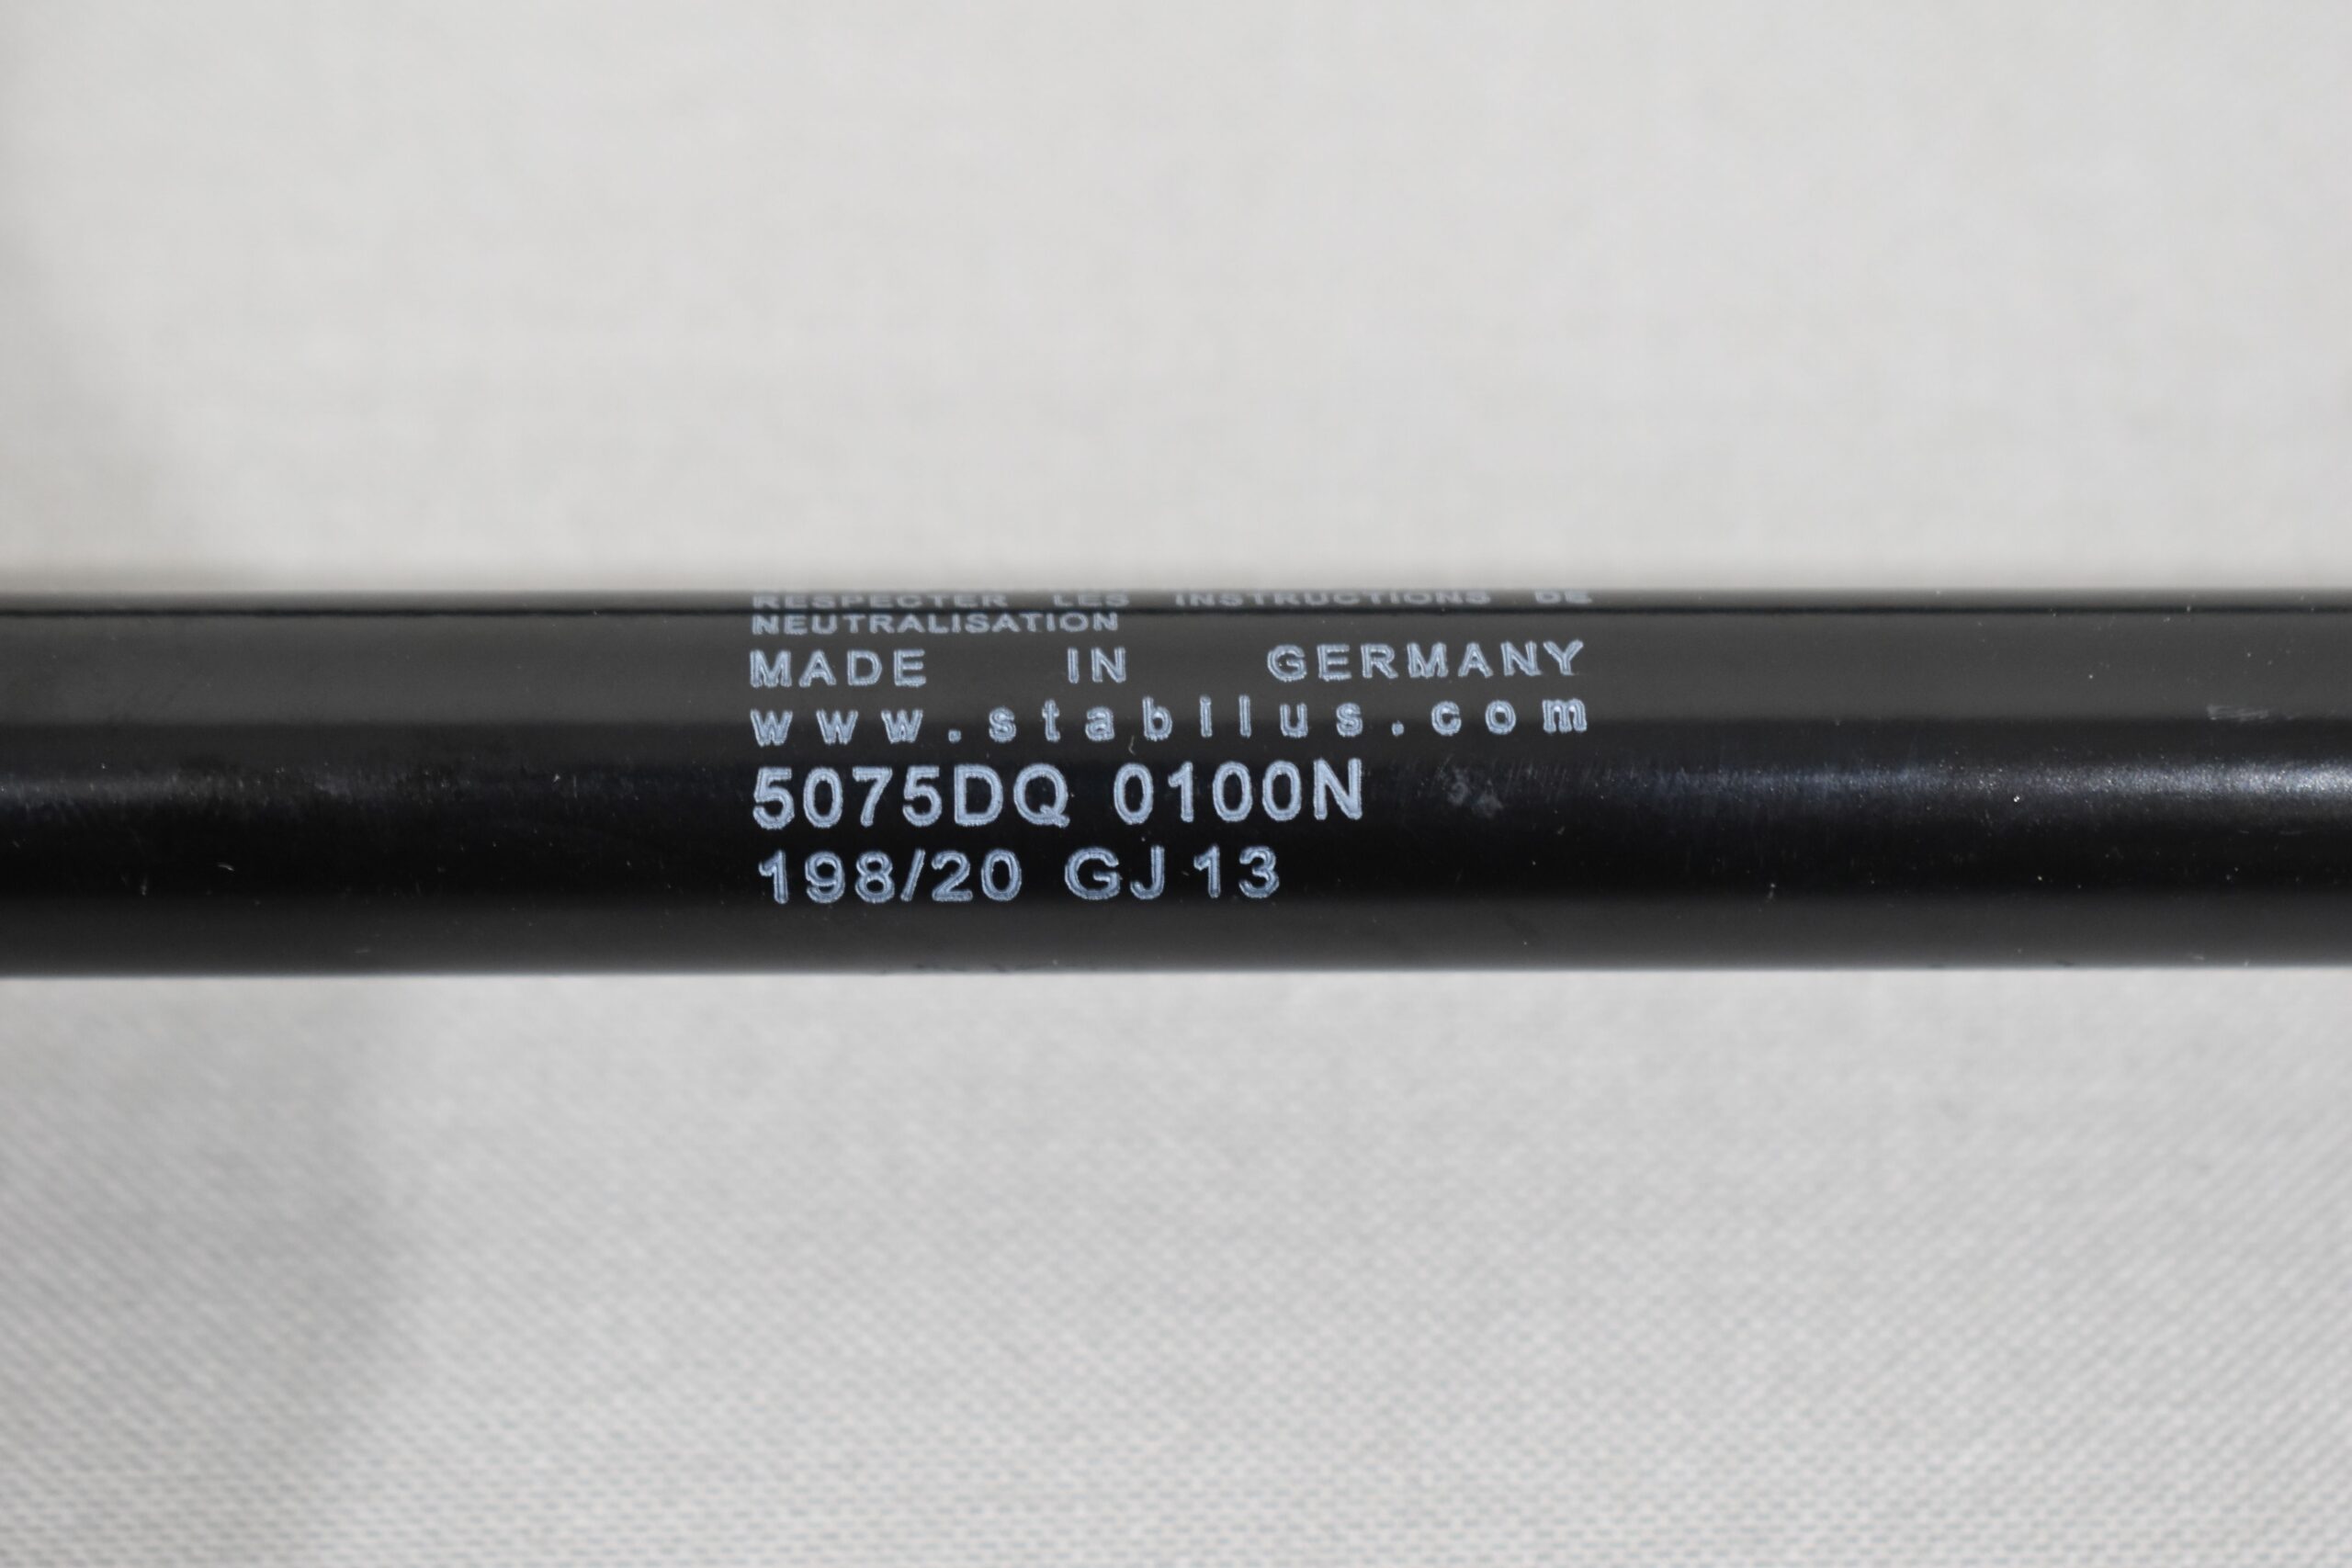 RESPECTER LES INSTRUCTIONS DE
NEUTRALISATION
MADE IN GERMANY
www.stabilus.com
5075DQ 0100N
198/20 GJ13